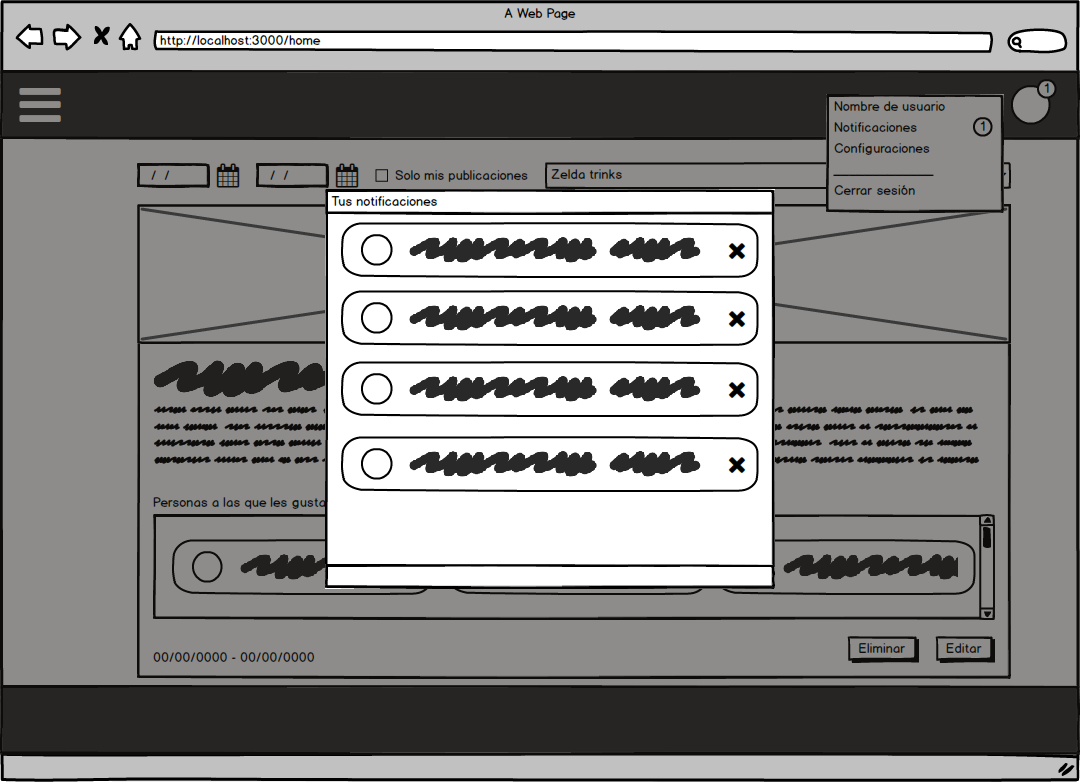 A Web Page
http://localhost:3000/home
1
Nombre de usuario
Notificaciones 1
Configuraciones
Cerrar sesión
/ /
/ /
Solo mis publicaciones
Zelda trinks
Tus notificaciones
Personas a las que les gusta
00/00/0000 - 00/00/0000
Eliminar
Editar